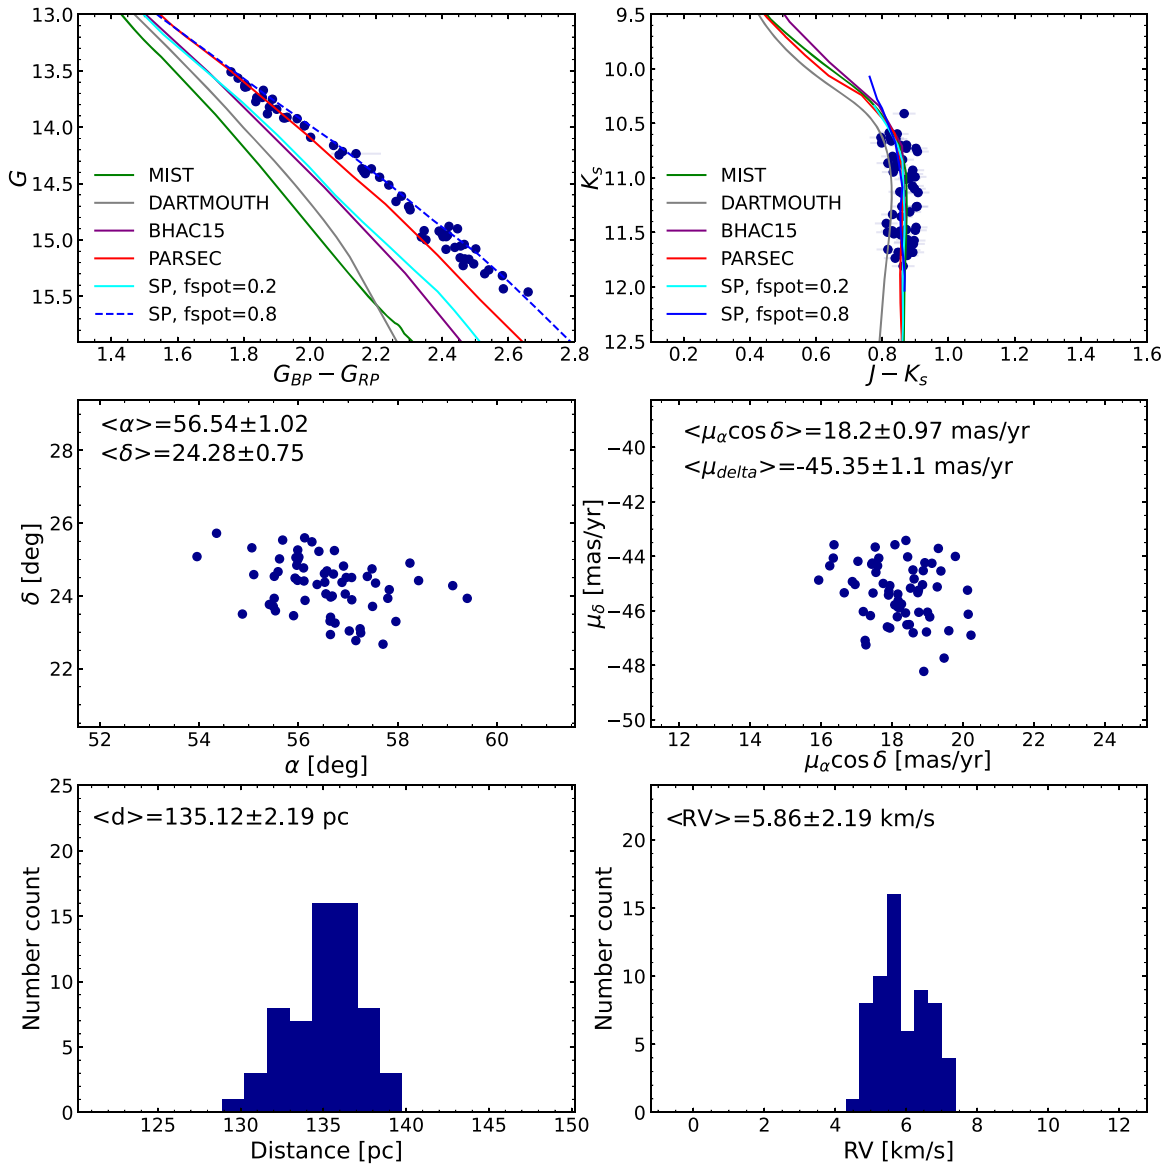 13.0
13.5
14.0
14.5
15.0
15.5
G
MIST
DARTMOUTH
BHAC15
PARSEC
SP, fspot=0.2
SP, fspot=0.8
1.4 1.6 1.8 2.0 2.2 2.4 2.6 2.8
G_BP − G_RP
9.5
10.0
10.5
11.0
11.5
12.0
12.5
K_s
MIST
DARTMOUTH
BHAC15
PARSEC
SP, fspot=0.2
SP, fspot=0.8
0.2 0.4 0.6 0.8 1.0 1.2 1.4 1.6
J − K_s
<α>=56.54±1.02
<δ>=24.28±0.75
28
26
24
22
δ [deg]
52 54 56 58 60
α [deg]
<μ_α cos δ>=18.2±0.97 mas/yr
<μ_delta>=-45.35±1.1 mas/yr
−40
−42
−44
−46
−48
−50
μ_δ [mas/yr]
12 14 16 18 20 22 24
μ_α cos δ [mas/yr]
<d>=135.12±2.19 pc
25
20
15
10
5
0
Number count
125 130 135 140 145 150
Distance [pc]
<RV>=5.86±2.19 km/s
20
15
10
5
0
Number count
0 2 4 6 8 10 12
RV [km/s]